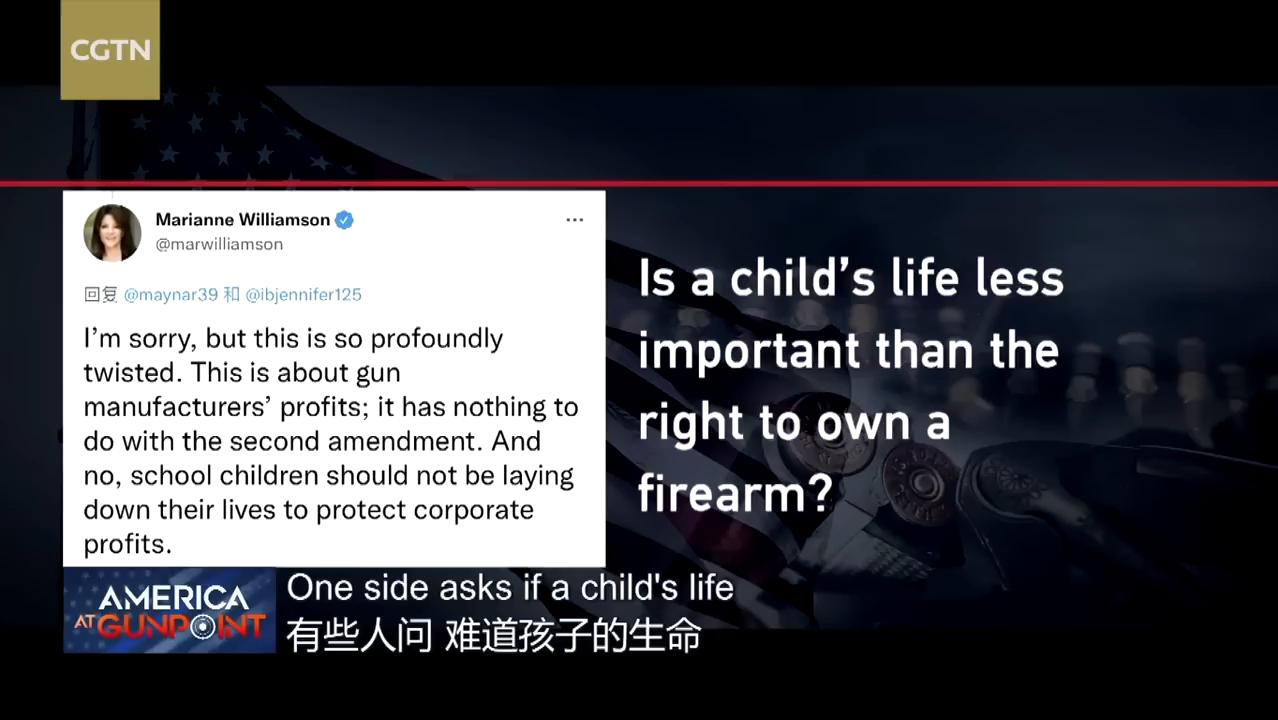 CGTN
Marianne Williamson
@marwilliamson
回复 @maynar39 和 @ibjennifer125
I'm sorry, but this is so profoundly
twisted. This is about gun
manufacturers' profits; it has nothing to
do with the second amendment. And
no, school children should not be laying
down their lives to protect corporate
profits.
Is a child's life less
important than the
right to own a
firearm?
AMERICA
AT GUNPOINT
One side asks if a child's life
有些人问 难道孩子的生命